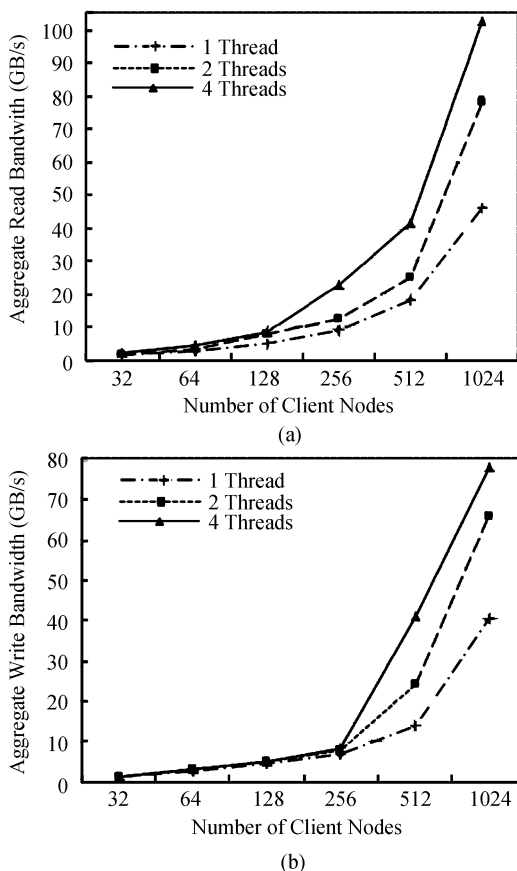 Aggregate Read Bandwith (GB/s)
100
90
80
70
60
50
40
30
20
10
0
1 Thread
2 Threads
4 Threads
32 64 128 256 512 1024
Number of Client Nodes
(a)
Aggregate Write Bandwidth (GB/s)
80
70
60
50
40
30
20
10
0
1 Thread
2 Threads
4 Threads
32 64 128 256 512 1024
Number of Client Nodes
(b)